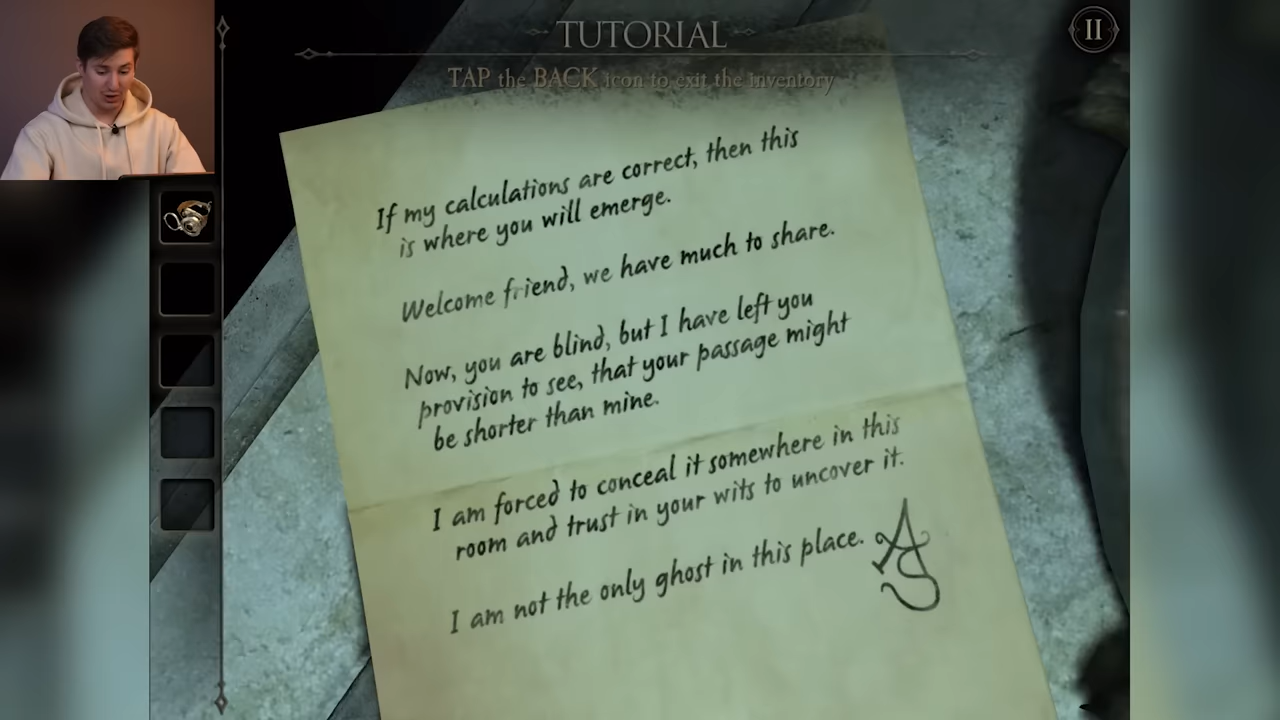 TUTORIAL
II
TAP the BACK icon to exit the inventory
If my calculations are correct, then this
is where you will emerge.
Welcome friend, we have much to share.
Now, you are blind, but I have left you
provision to see, that your passage might
be shorter than mine.
I am forced to conceal it somewhere in this
room and trust in your wits to uncover it.
I am not the only ghost in this place.
AS